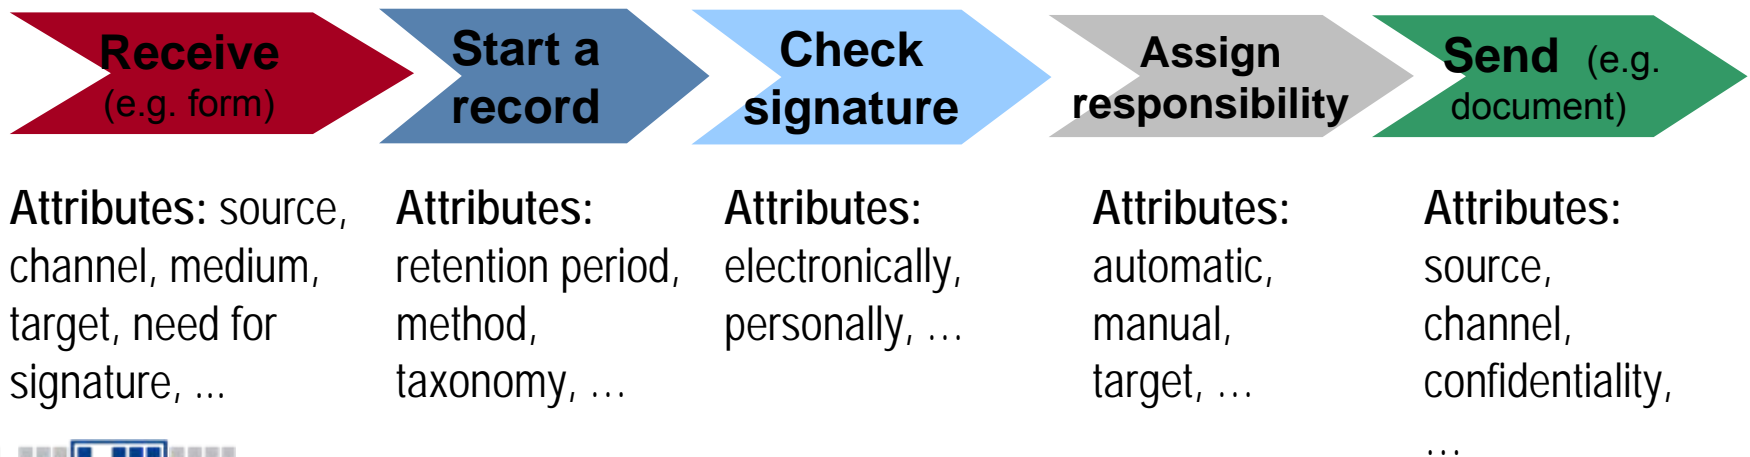 Receive
(e.g. form)
Start a
record
Check
signature
Assign
responsibility
Send (e.g.
document)
Attributes: source,
channel, medium,
target, need for
signature, ...
Attributes:
retention period,
method,
taxonomy, ...
Attributes:
electronically,
personally, ...
Attributes:
automatic,
manual,
target, ...
Attributes:
source,
channel,
confidentiality,
...